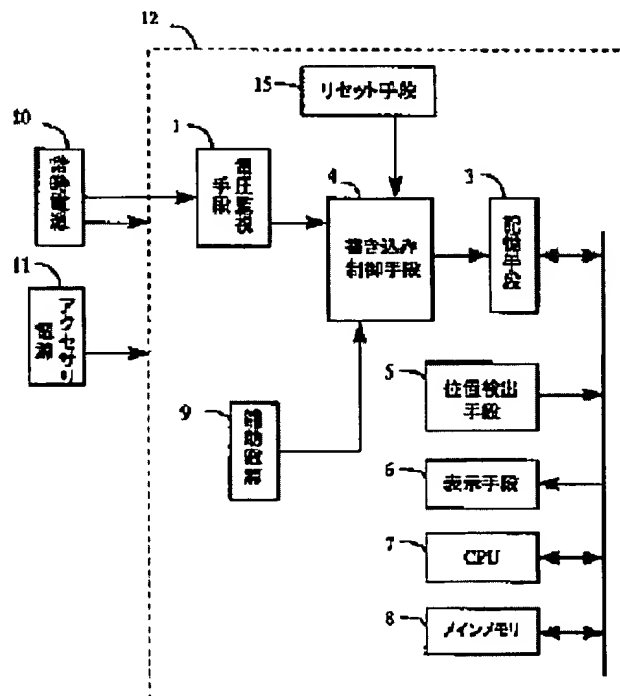 12
15
リセット手段
10
1
電圧監視
手段
4
書き込み
制御手段
3
記憶手段
11
アクセサリ
電源
5
位置検出
手段
9
補助電源
6
表示手段
7
CPU
8
メインメモリ